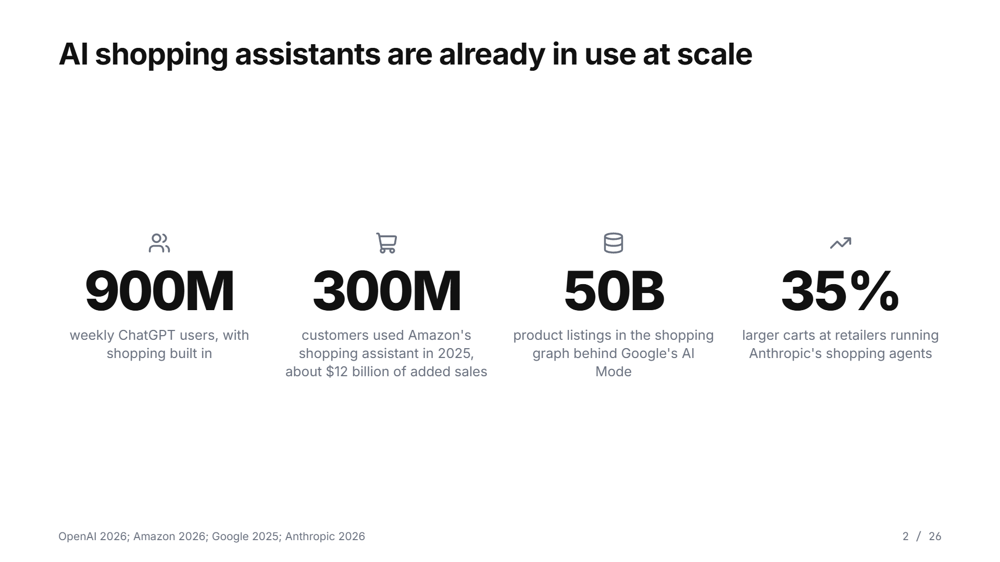 AI shopping assistants are already in use at scale
900M
weekly ChatGPT users, with
shopping built in
300M
customers used Amazon's
shopping assistant in 2025,
about $12 billion of added sales
50B
product listings in the shopping
graph behind Google's AI
Mode
35%
larger carts at retailers running
Anthropic's shopping agents
OpenAI 2026; Amazon 2026; Google 2025; Anthropic 2026
2 / 26